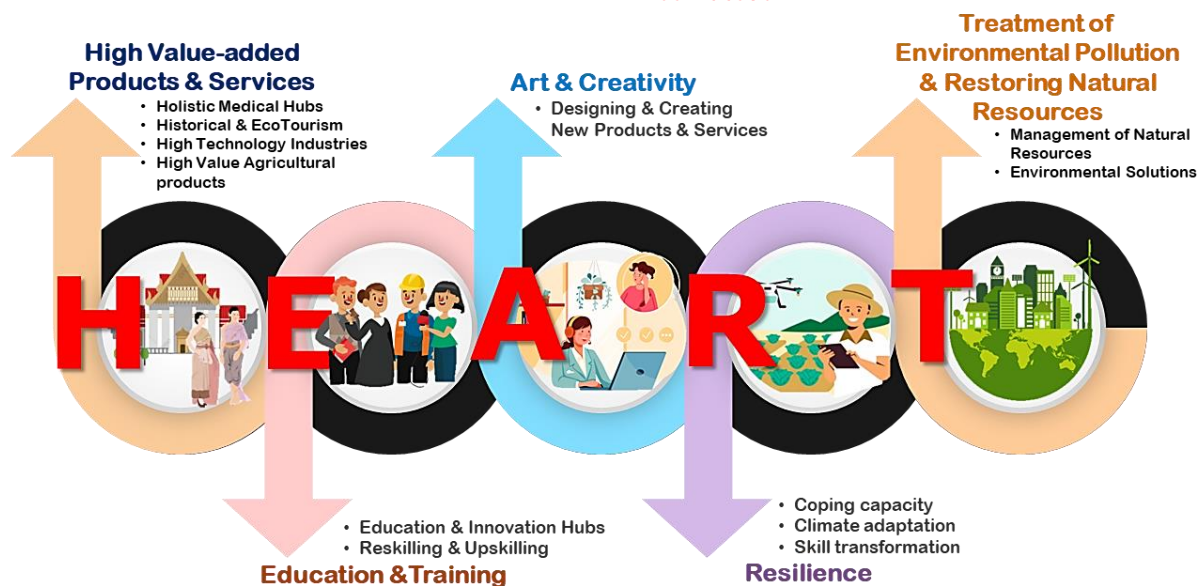 High Value-added
Products & Services
• Holistic Medical Hubs
• Historical & EcoTourism
• High Technology Industries
• High Value Agricultural
products
Art & Creativity
• Designing & Creating
New Products & Services
Treatment of
Environmental Pollution
& Restoring Natural
Resources
• Management of Natural
Resources
• Environmental Solutions
H E A R T
• Education & Innovation Hubs
• Reskilling & Upskilling
Education &Training
• Coping capacity
• Climate adaptation
• Skill transformation
Resilience